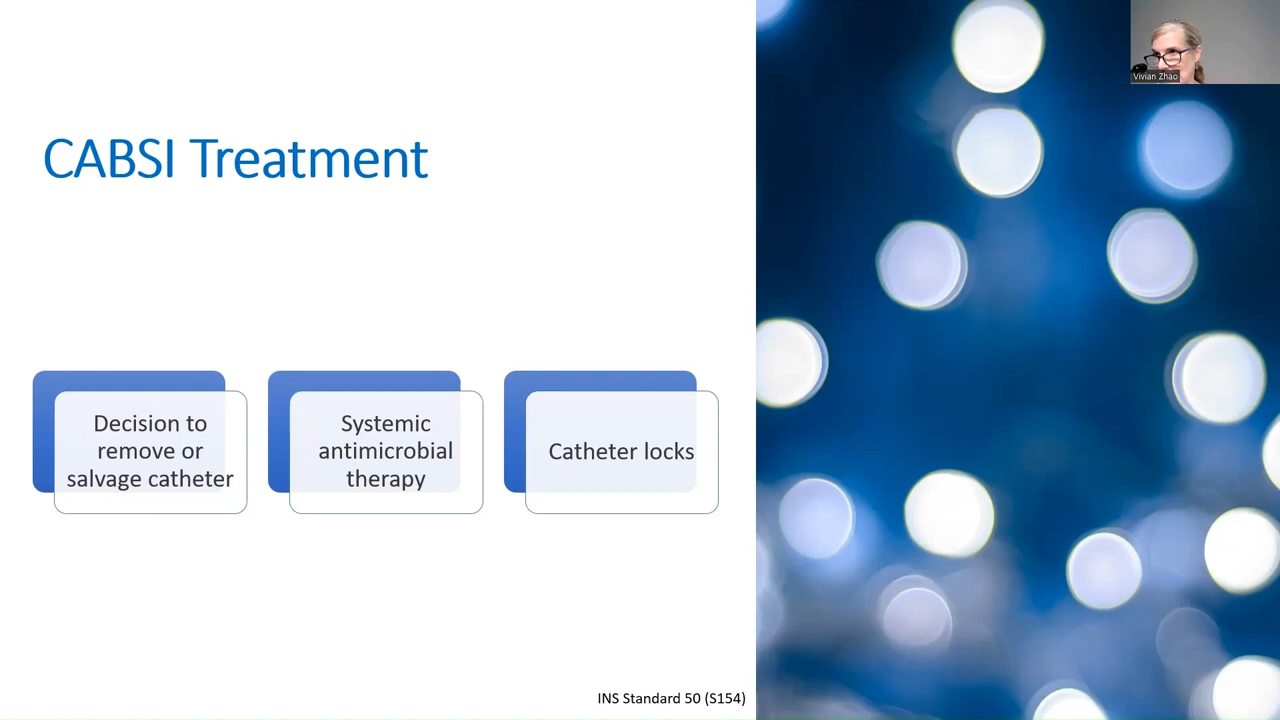 Vivian Zhao
CABSI Treatment
Decision to
remove or
salvage catheter
Systemic
antimicrobial
therapy
Catheter locks
INS Standard 50 (S154)